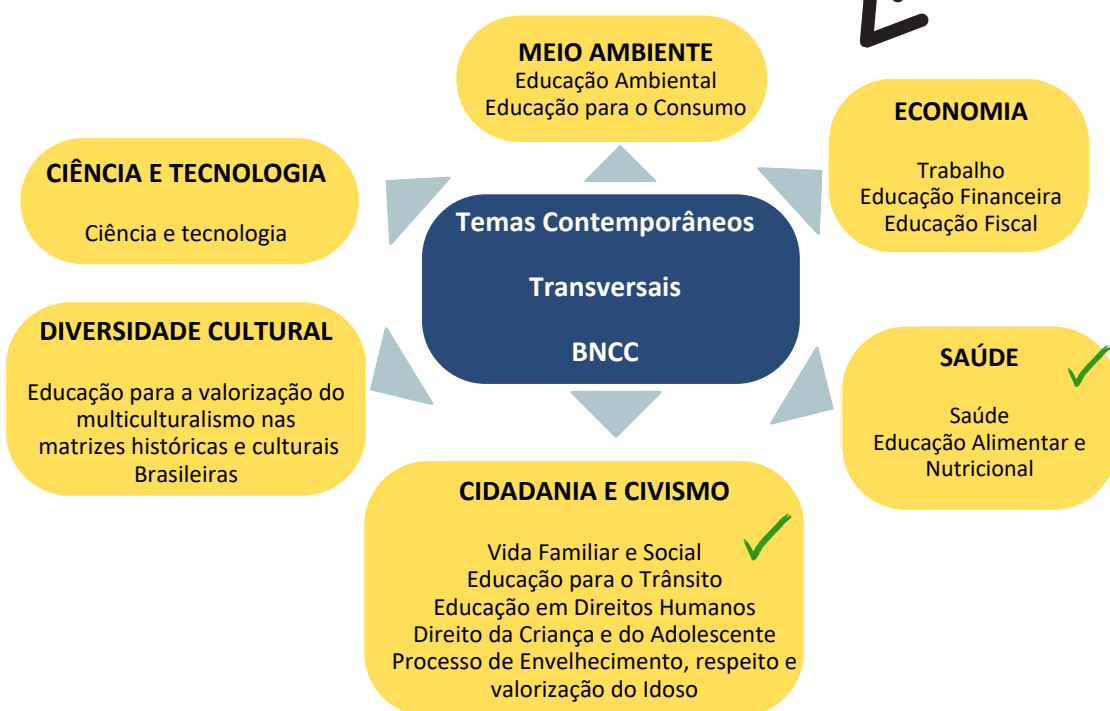 MEIO AMBIENTE
Educação Ambiental
Educação para o Consumo
ECONOMIA
Trabalho
Educação Financeira
Educação Fiscal
CIÊNCIA E TECNOLOGIA
Ciência e tecnologia
Temas Contemporâneos
Transversais
BNCC
DIVERSIDADE CULTURAL
Educação para a valorização do
multiculturalismo nas
matrizes históricas e culturais
Brasileiras
SAÚDE
Saúde
Educação Alimentar e
Nutricional
CIDADANIA E CIVISMO
Vida Familiar e Social
Educação para o Trânsito
Educação em Direitos Humanos
Direito da Criança e do Adolescente
Processo de Envelhecimento, respeito e
valorização do Idoso